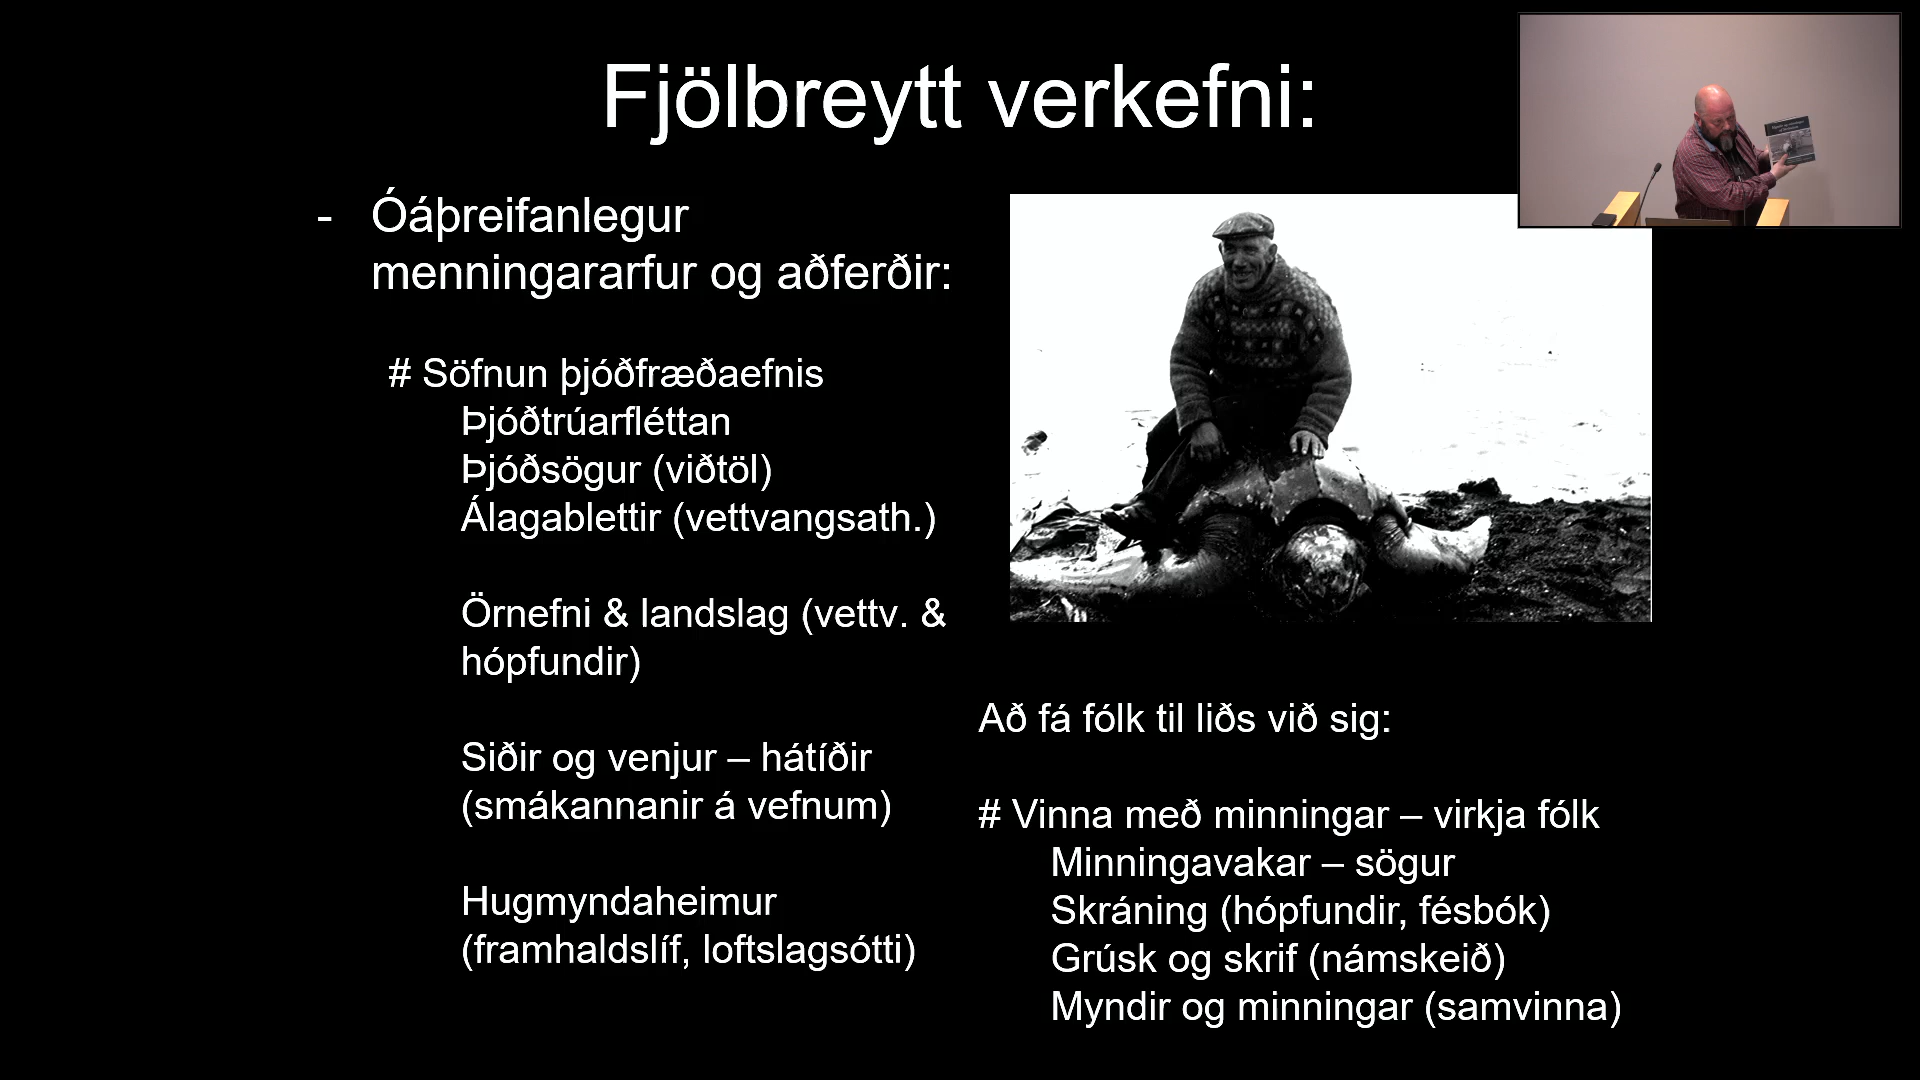 Fjölbreytt verkefni:
- Óáþreifanlegur
menningararfur og aðferðir:
# Söfnun þjóðfræðaefnis
Þjóðtrúarfléttan
Þjóðsögur (viðtöl)
Álagablettir (vettvangsath.)
Örnefni & landslag (vettv. &
hópfundir)
Siðir og venjur – hátíðir
(smákannanir á vefnum)
Hugmyndaheimur
(framhaldslíf, loftslagsótti)
Að fá fólk til liðs við sig:
# Vinna með minningar – virkja fólk
Minningavakar – sögur
Skráning (hópfundir, fésbók)
Grúsk og skrif (námskeið)
Myndir og minningar (samvinna)